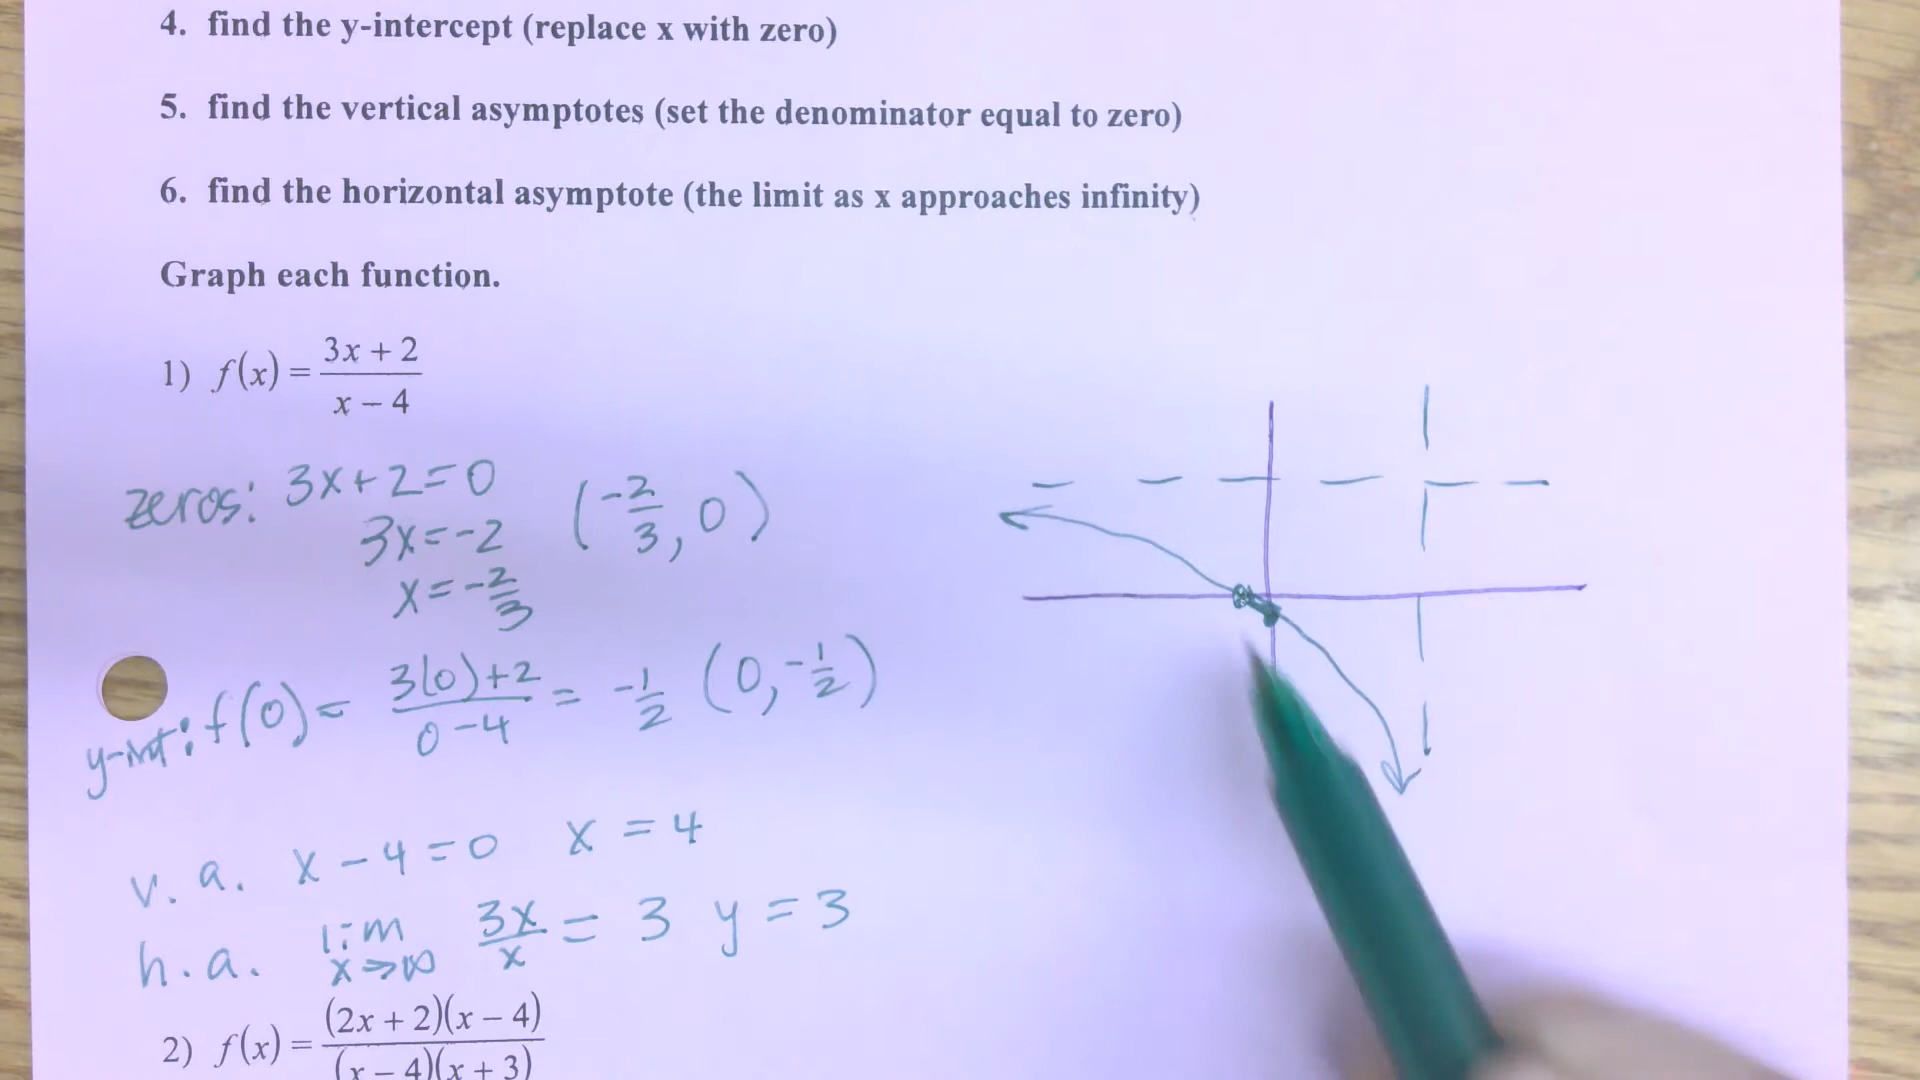 4. find the y-intercept (replace x with zero)
5. find the vertical asymptotes (set the denominator equal to zero)
6. find the horizontal asymptote (the limit as x approaches infinity)
Graph each function.
1) f(x) = (3x + 2)/(x − 4)
zeros: 3x+2=0 (-2/3, 0)
3x=-2
x=-2/3
y-int: f(0) = (3(0)+2)/(0-4) = -1/2 (0, -1/2)
v.a. x-4=0 x=4
h.a. lim x→∞ 3x/x = 3 y=3
2) f(x) = (2x + 2)(x − 4)/(x − 4)(x + 3)